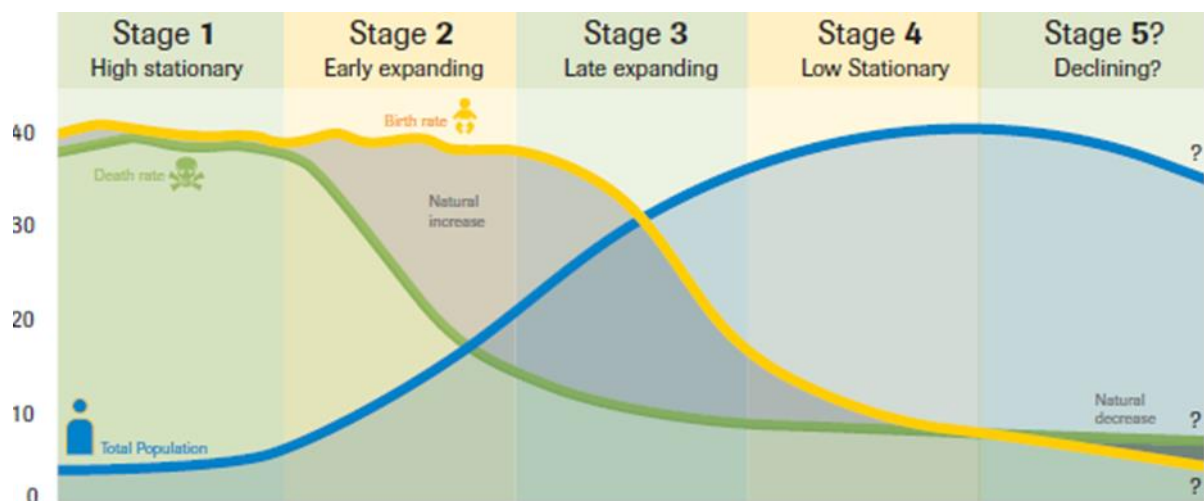 Stage 1
High stationary
Stage 2
Early expanding
Stage 3
Late expanding
Stage 4
Low Stationary
Stage 5?
Declining?
40
Birth rate
?
Death rate
Natural
increase
30
20
10
Natural
decrease
?
Total Population
0
?